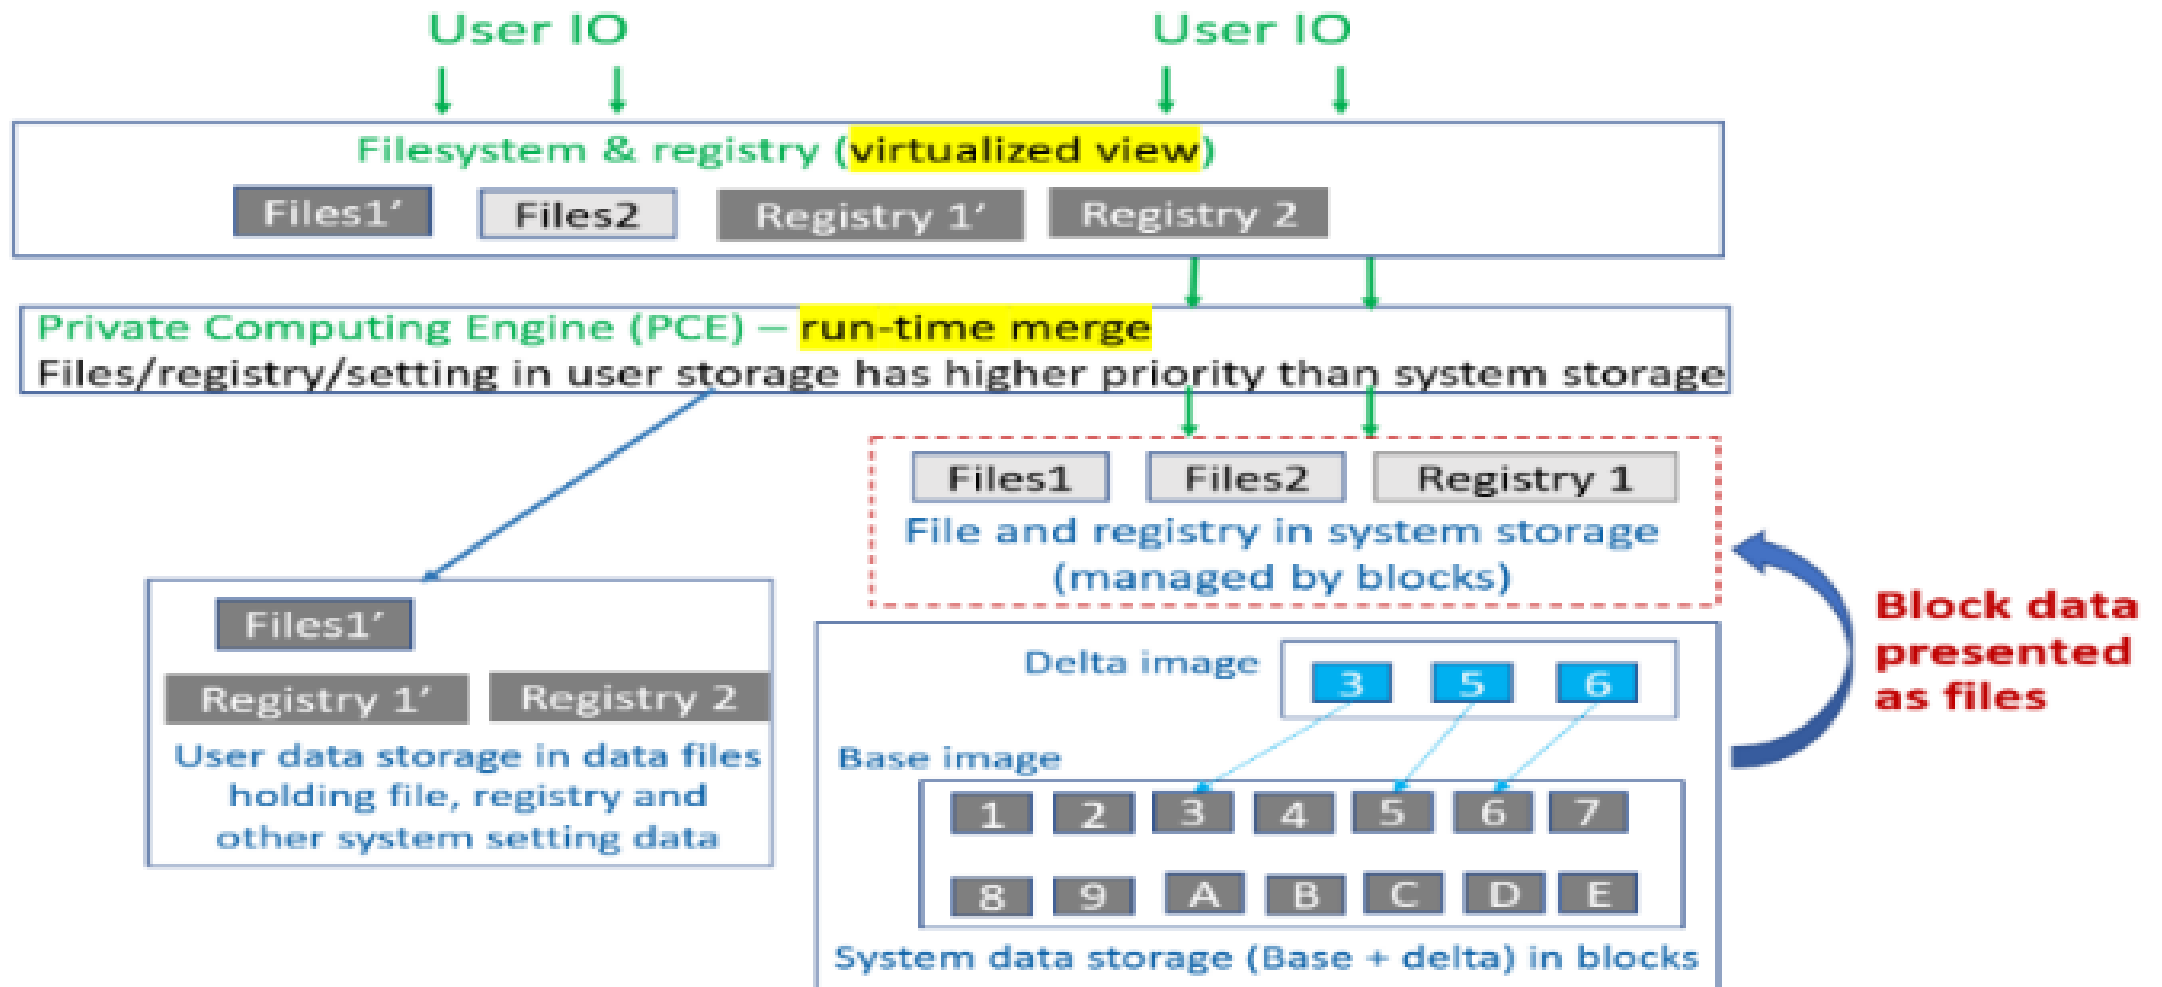 User IO
User IO
Filesystem & registry (virtualized view)
Files1’
Files2
Registry 1’
Registry 2
Private Computing Engine (PCE) – run-time merge
Files/registry/setting in user storage has higher priority than system storage
Files1
Files2
Registry 1
File and registry in system storage
(managed by blocks)
Files1’
Registry 1’
Registry 2
User data storage in data files
holding file, registry and
other system setting data
Delta image
3
5
6
Base image
1
2
3
4
5
6
7
8
9
A
B
C
D
E
System data storage (Base + delta) in blocks
Block data
presented
as files